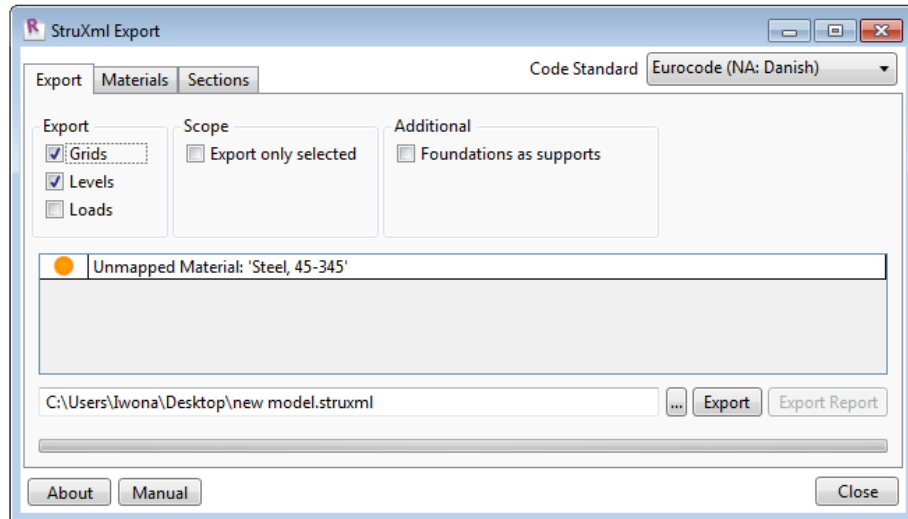 StruXml Export
Export Materials Sections
Code Standard Eurocode (NA: Danish)
Export
Grids
Levels
Loads
Scope
Export only selected
Additional
Foundations as supports
Unmapped Material: 'Steel, 45-345'
C:\Users\Iwona\Desktop\new model.struxml
... Export Export Report
About Manual Close